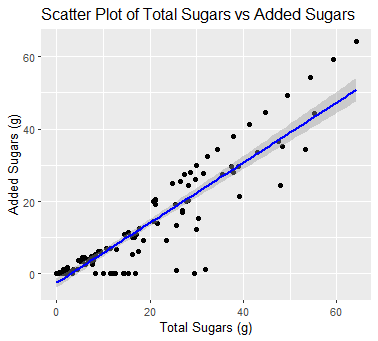 Scatter Plot of Total Sugars vs Added Sugars
60
40
20
0
Added Sugars (g)
0 20 40 60
Total Sugars (g)